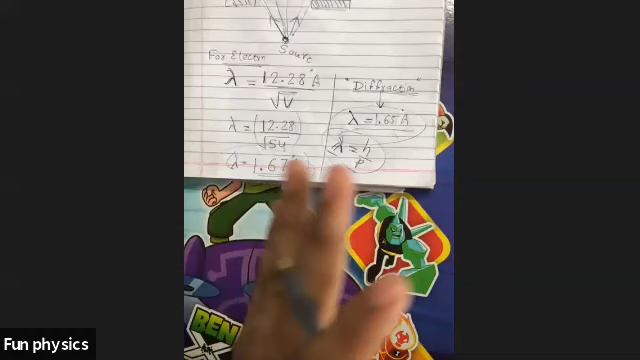 Source
For Electron
λ = 12.28 Å
√V
λ = 12.28
√54
λ = 1.67
"Diffraction"
λ = 1.65 Å
λ = h
p
BEN
Fun physics